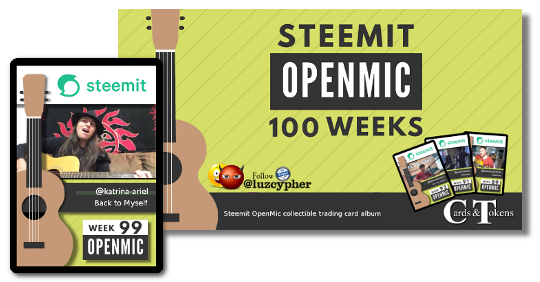 STEEMIT
OPENMIC
100 WEEKS
Follow
@luzcypher
Steemit OpenMic collectible trading card album
Cards & Tokens
steemit
@katrina-ariel
Back to Myself
WEEK 99
OPENMIC